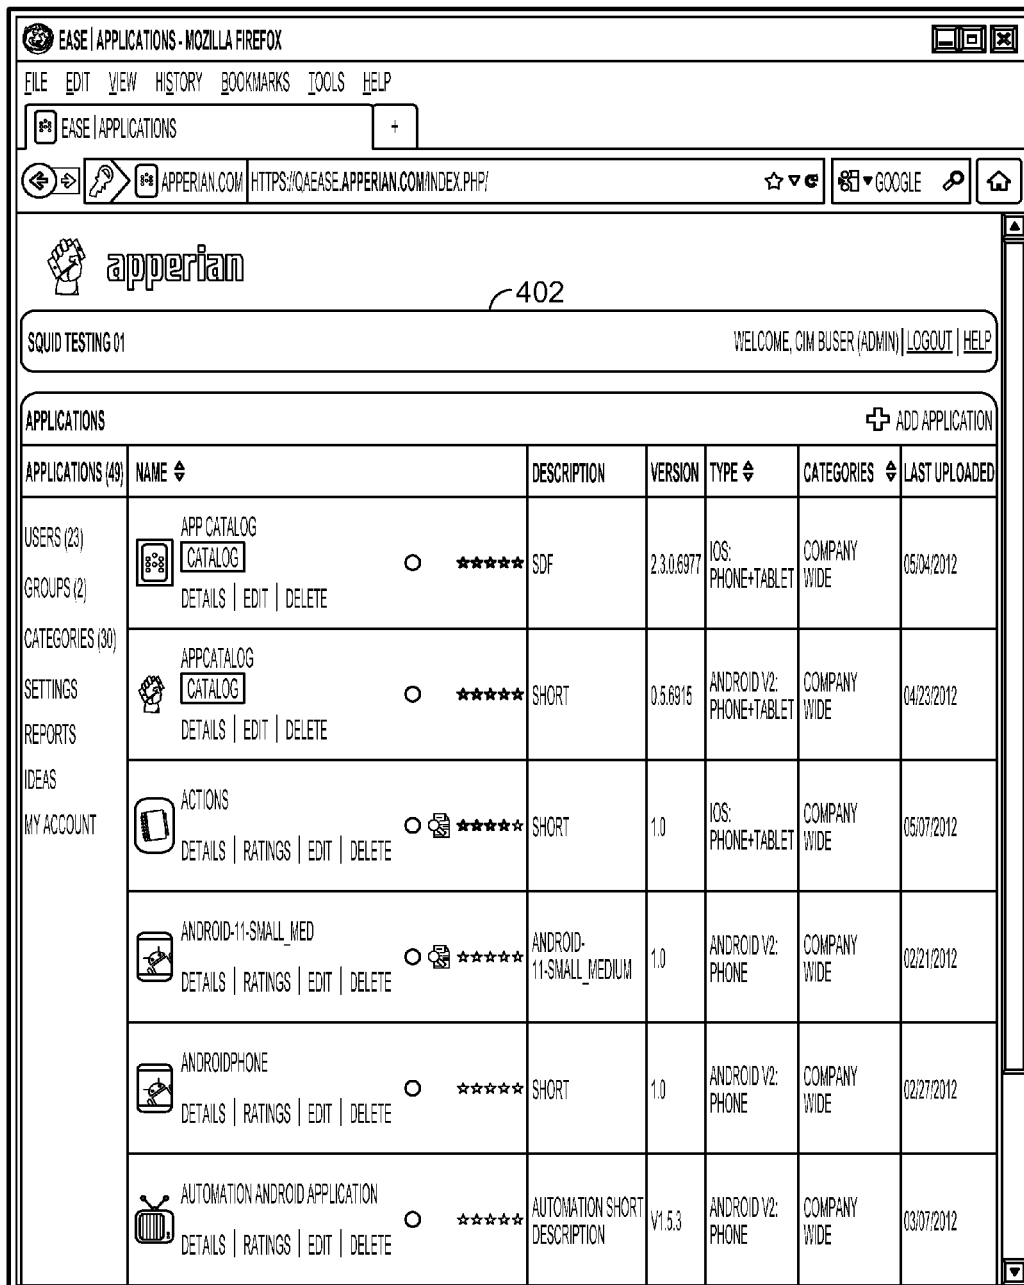 EASE | APPLICATIONS - MOZILLA FIREFOX
FILE EDIT VIEW HISTORY BOOKMARKS TOOLS HELP
EASE | APPLICATIONS +
APPERIAN.COM HTTPS://QAEASE.APPERIAN.COM/INDEX.PHP/ GOOGLE
apperian
402
SQUID TESTING 01 WELCOME, CIM BUSER (ADMIN) | LOGOUT | HELP
APPLICATIONS ADD APPLICATION
APPLICATIONS (49) NAME DESCRIPTION VERSION TYPE CATEGORIES LAST UPLOADED
USERS (23)
GROUPS (2)
CATEGORIES (30)
SETTINGS
REPORTS
IDEAS
MY ACCOUNT
APP CATALOG
CATALOG
DETAILS | EDIT | DELETE
SDF
2.3.0.6977
IOS:
PHONE+TABLET
COMPANY
WIDE
05/04/2012
APPCATALOG
CATALOG
DETAILS | EDIT | DELETE
SHORT
0.5.6915
ANDROID V2:
PHONE+TABLET
COMPANY
WIDE
04/23/2012
ACTIONS
DETAILS | RATINGS | EDIT | DELETE
SHORT
1.0
IOS:
PHONE+TABLET
COMPANY
WIDE
05/07/2012
ANDROID-11-SMALL_MED
DETAILS | RATINGS | EDIT | DELETE
ANDROID-
11-SMALL_MEDIUM
1.0
ANDROID V2:
PHONE
COMPANY
WIDE
02/21/2012
ANDROIDPHONE
DETAILS | RATINGS | EDIT | DELETE
SHORT
1.0
ANDROID V2:
PHONE
COMPANY
WIDE
02/27/2012
AUTOMATION ANDROID APPLICATION
DETAILS | RATINGS | EDIT | DELETE
AUTOMATION SHORT
DESCRIPTION
V1.5.3
ANDROID V2:
PHONE
COMPANY
WIDE
03/07/2012